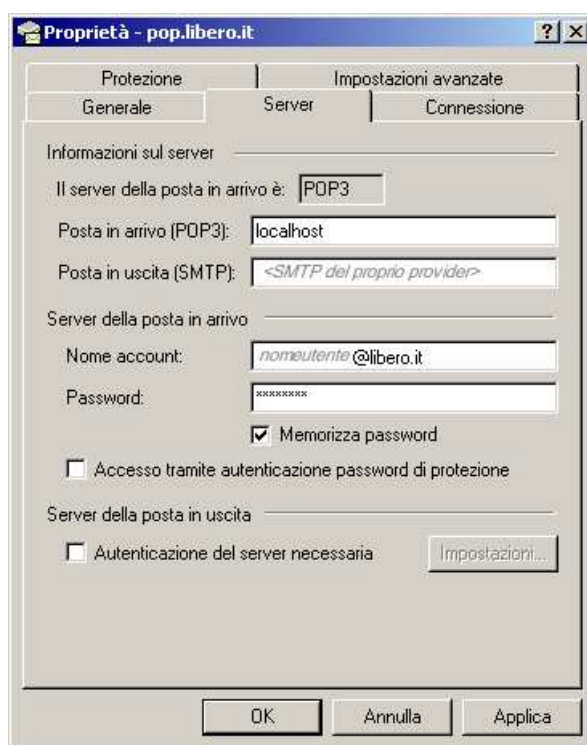 Proprietà - pop.libero.it
Protezione
Impostazioni avanzate
Generale
Server
Connessione
Informazioni sul server
Il server della posta in arrivo è: POP3
Posta in arrivo (POP3): localhost
Posta in uscita (SMTP): <SMTP del proprio provider>
Server della posta in arrivo
Nome account: nomeutente @libero.it
Password: ××××××××
Memorizza password
Accesso tramite autenticazione password di protezione
Server della posta in uscita
Autenticazione del server necessaria
Impostazioni...
OK
Annulla
Applica